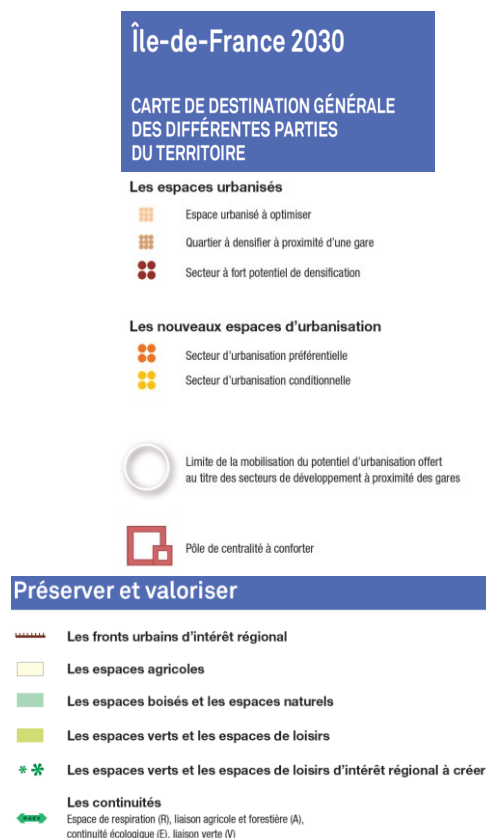 Île-de-France 2030
CARTE DE DESTINATION GÉNÉRALE
DES DIFFÉRENTES PARTIES
DU TERRITOIRE
Les espaces urbanisés
Espace urbanisé à optimiser
Quartier à densifier à proximité d'une gare
Secteur à fort potentiel de densification
Les nouveaux espaces d'urbanisation
Secteur d'urbanisation préférentielle
Secteur d'urbanisation conditionnelle
Limite de la mobilisation du potentiel d'urbanisation offert
au titre des secteurs de développement à proximité des gares
Pôle de centralité à conforter
Préserver et valoriser
Les fronts urbains d'intérêt régional
Les espaces agricoles
Les espaces boisés et les espaces naturels
Les espaces verts et les espaces de loisirs
Les espaces verts et les espaces de loisirs d'intérêt régional à créer
Les continuités
Espace de respiration (R), liaison agricole et forestière (A),
continuité écologique (E), liaison verte (V)